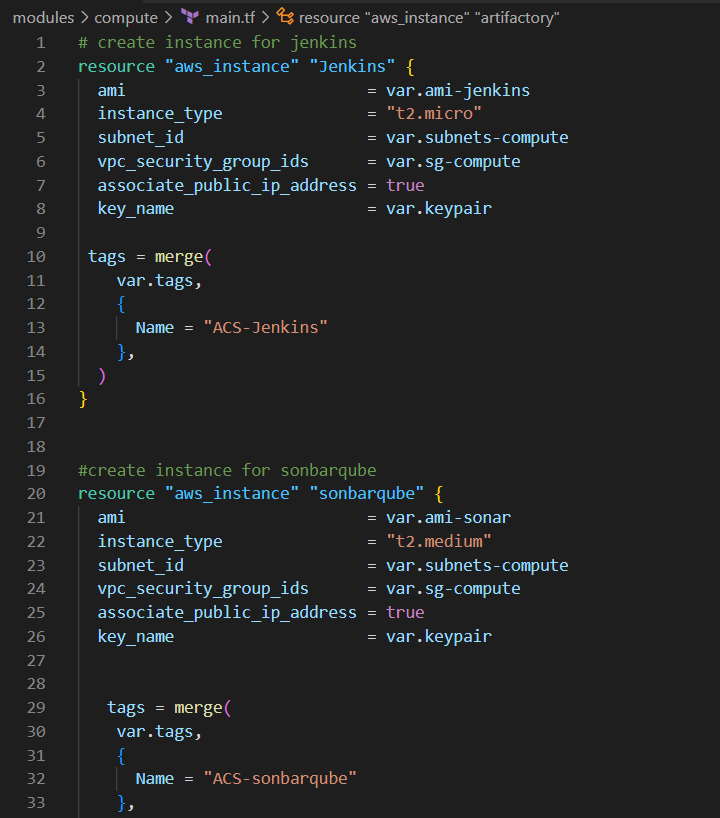 modules > compute > main.tf > resource "aws_instance" "artifactory"
1 # create instance for jenkins
2 resource "aws_instance" "Jenkins" {
3   ami                         = var.ami-jenkins
4   instance_type               = "t2.micro"
5   subnet_id                   = var.subnets-compute
6   vpc_security_group_ids      = var.sg-compute
7   associate_public_ip_address = true
8   key_name                    = var.keypair
9
10  tags = merge(
11     var.tags,
12     {
13       Name = "ACS-Jenkins"
14     },
15   )
16 }
17
18
19 #create instance for sonbarqube
20 resource "aws_instance" "sonbarqube" {
21   ami                         = var.ami-sonar
22   instance_type               = "t2.medium"
23   subnet_id                   = var.subnets-compute
24   vpc_security_group_ids      = var.sg-compute
25   associate_public_ip_address = true
26   key_name                    = var.keypair
27
28
29    tags = merge(
30     var.tags,
31     {
32       Name = "ACS-sonbarqube"
33     },